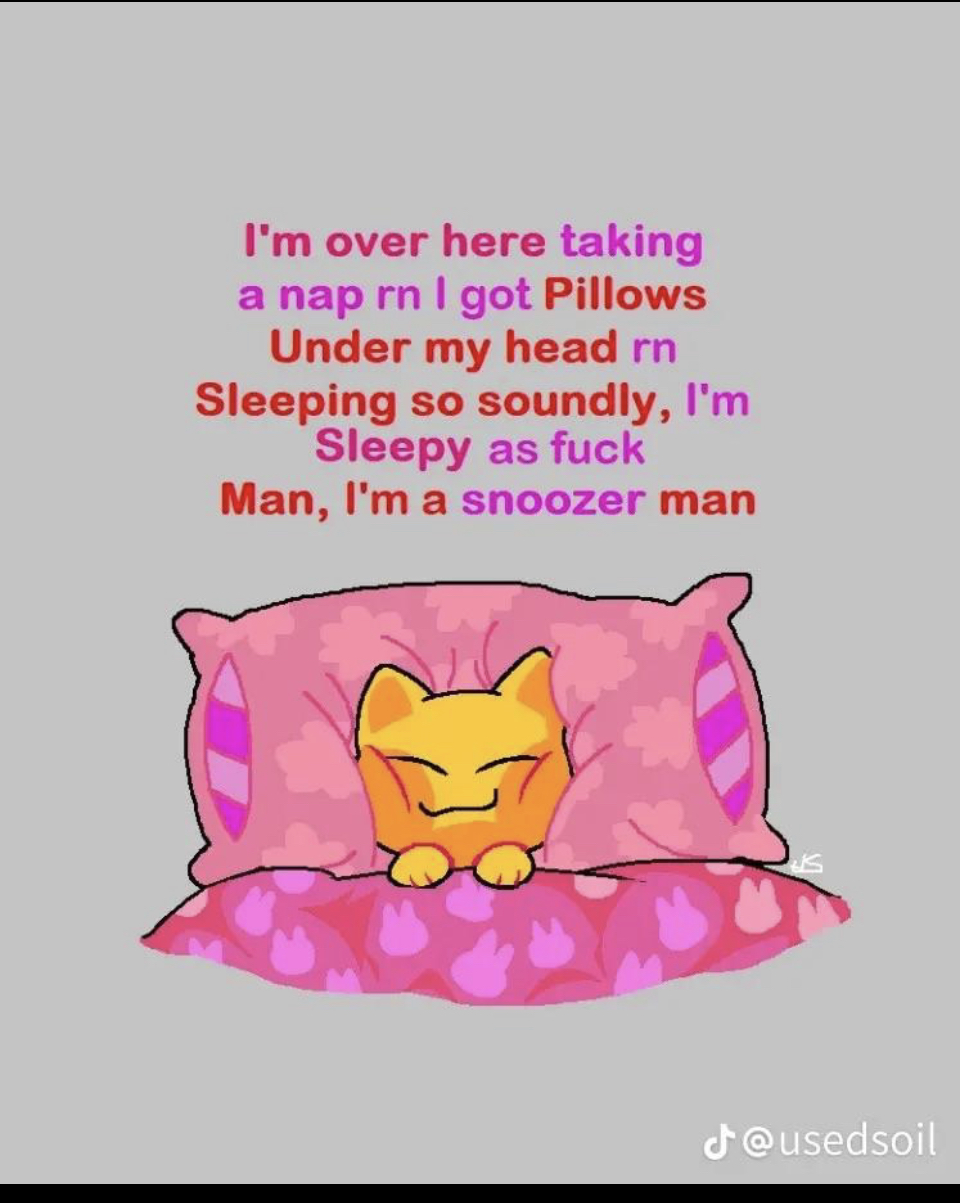 I'm over here taking
a nap rn I got Pillows
Under my head rn
Sleeping so soundly, I'm
Sleepy as fuck
Man, I'm a snoozer man
US
@usedsoil